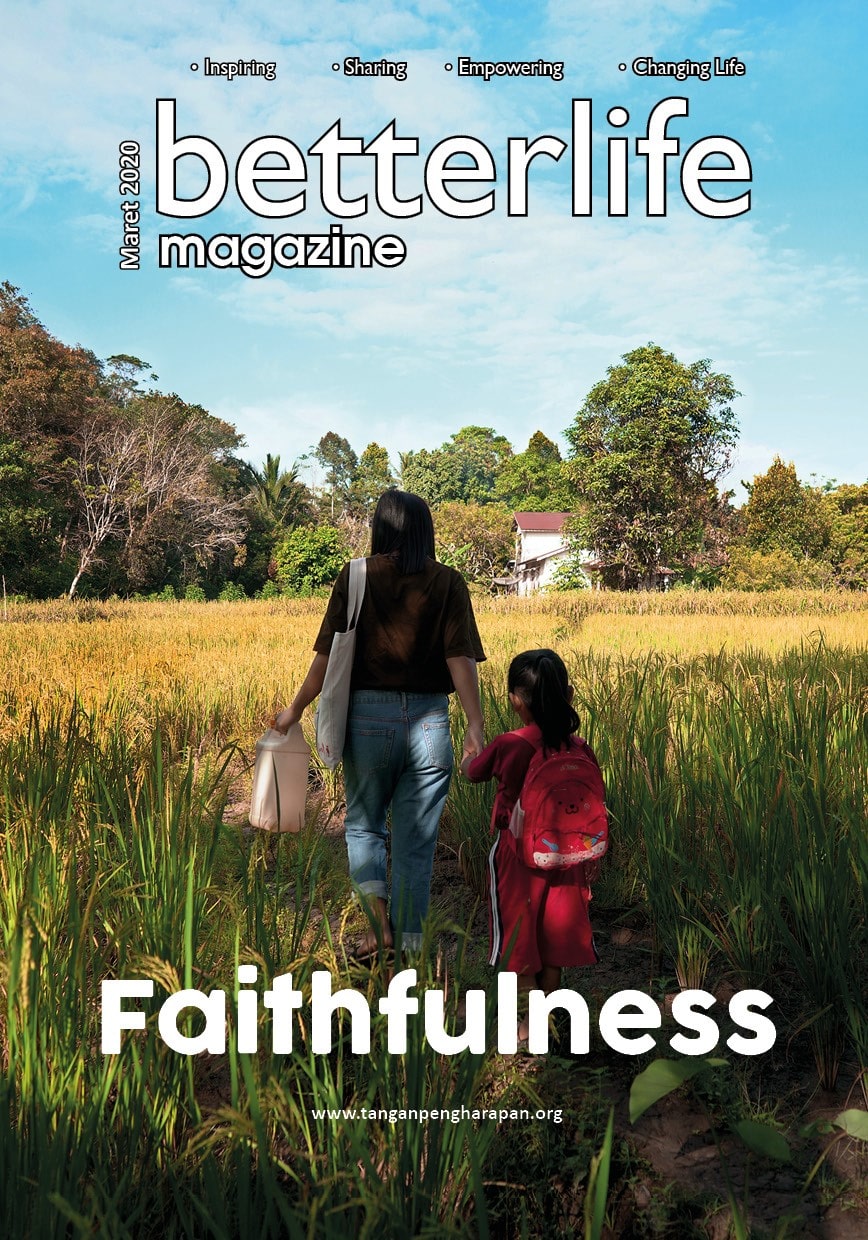 • Inspiring • Sharing • Empowering • Changing Life
Maret 2020
betterlife
magazine
Faithfulness
www.tanganpengharapan.org